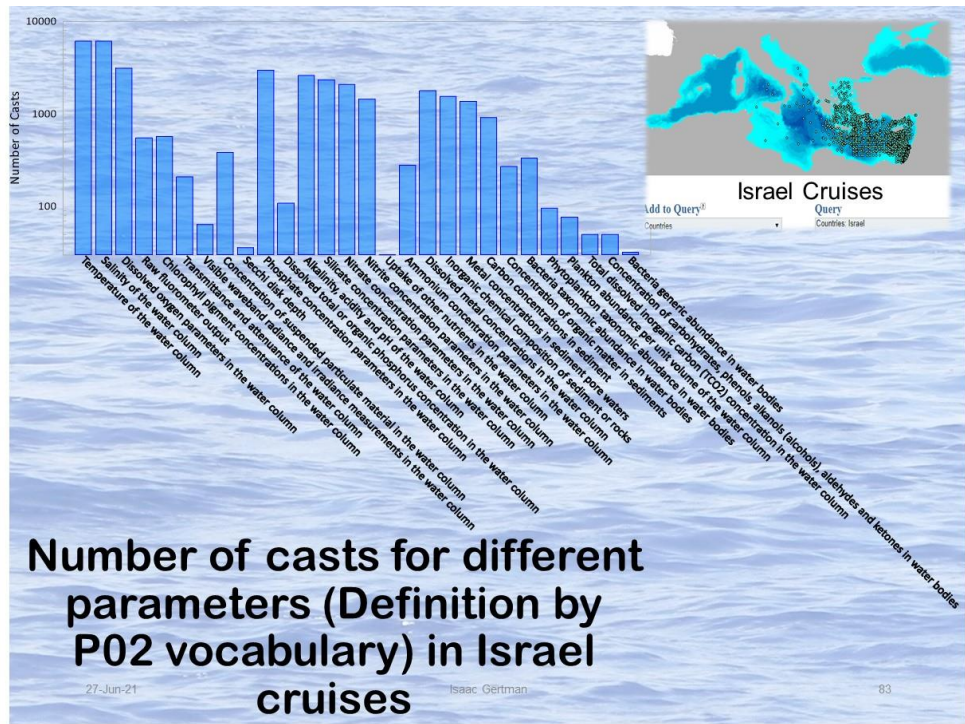 10000
1000
100
Number of Casts
Temperature of the water column
Salinity of the water column
Dissolved oxygen parameters in the water column
Raw fluorometer output
Chlorophyll pigment concentrations in the water column
Transmittance and attenuance of the water column
Visible waveband radiance and irradiance measurements in the water column
Concentration of suspended particulate material in the water column
Secchi disk depth
Phosphate concentration parameters in the water column
Dissolved total or organic phosphorus concentration in the water column
Alkalinity, acidity and pH of the water column
Silicate concentration parameters in the water column
Nitrate concentration parameters in the water column
Nitrite concentration parameters in the water column
Uptake of other nutrients in the water column
Ammonium concentration parameters in the water column
Dissolved metal concentrations in the water column
Inorganic chemical composition of sediment or rocks
Metal concentrations in sediment pore waters
Carbon concentrations in sediment
Concentration of organic matter in sediments
Bacteria taxonomic abundance in water bodies
Phytoplankton taxonomic abundance in water bodies
Plankton abundance per unit volume of the water column
Total dissolved inorganic carbon (TCO2) concentration in the water column
Concentration of carbohydrates, phenols, alkanols (alcohols), aldehydes and ketones in water bodies
Bacteria generic abundance in water bodies
Israel Cruises
Add to Query
Query
Countries
Countries: Israel
Number of casts for different
parameters (Definition by
P02 vocabulary) in Israel
cruises
27-Jun-21
Isaac Gertman
83